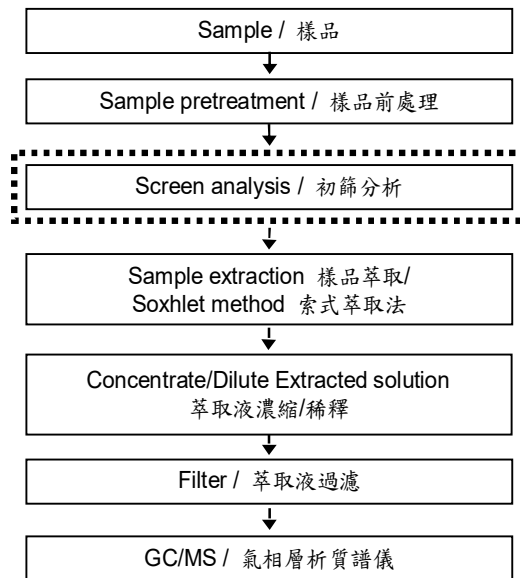 Sample / 樣品
Sample pretreatment / 樣品前處理
Screen analysis / 初篩分析
Sample extraction 樣品萃取/
Soxhlet method 索式萃取法
Concentrate/Dilute Extracted solution
萃取液濃縮/稀釋
Filter / 萃取液過濾
GC/MS / 氣相層析質譜儀